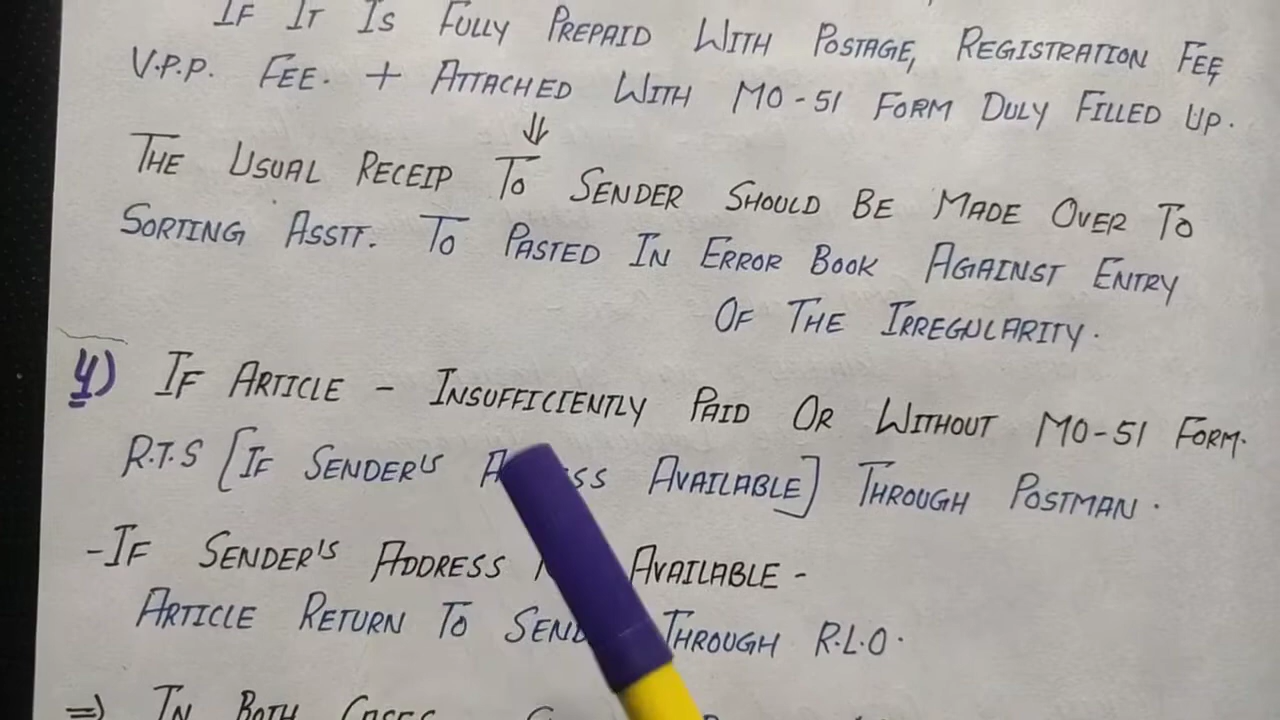 IF IT IS FULLY PREPAID WITH POSTAGE, REGISTRATION FEE,
V.P.P. FEE. + ATTACHED WITH MO-51 FORM DULY FILLED UP.
⇓
THE USUAL RECEIP TO SENDER SHOULD BE MADE OVER TO
SORTING ASSTT. TO PASTED IN ERROR BOOK AGAINST ENTRY
OF THE IRREGULARITY.
4) IF ARTICLE - INSUFFICIENTLY PAID OR WITHOUT MO-51 FORM.
R.T.S [IF SENDER'S AVAILABLE] THROUGH POSTMAN.
-IF SENDER'S ADDRESS AVAILABLE -
ARTICLE RETURN TO THROUGH R.L.O.
⇒ IN BOTH CASES